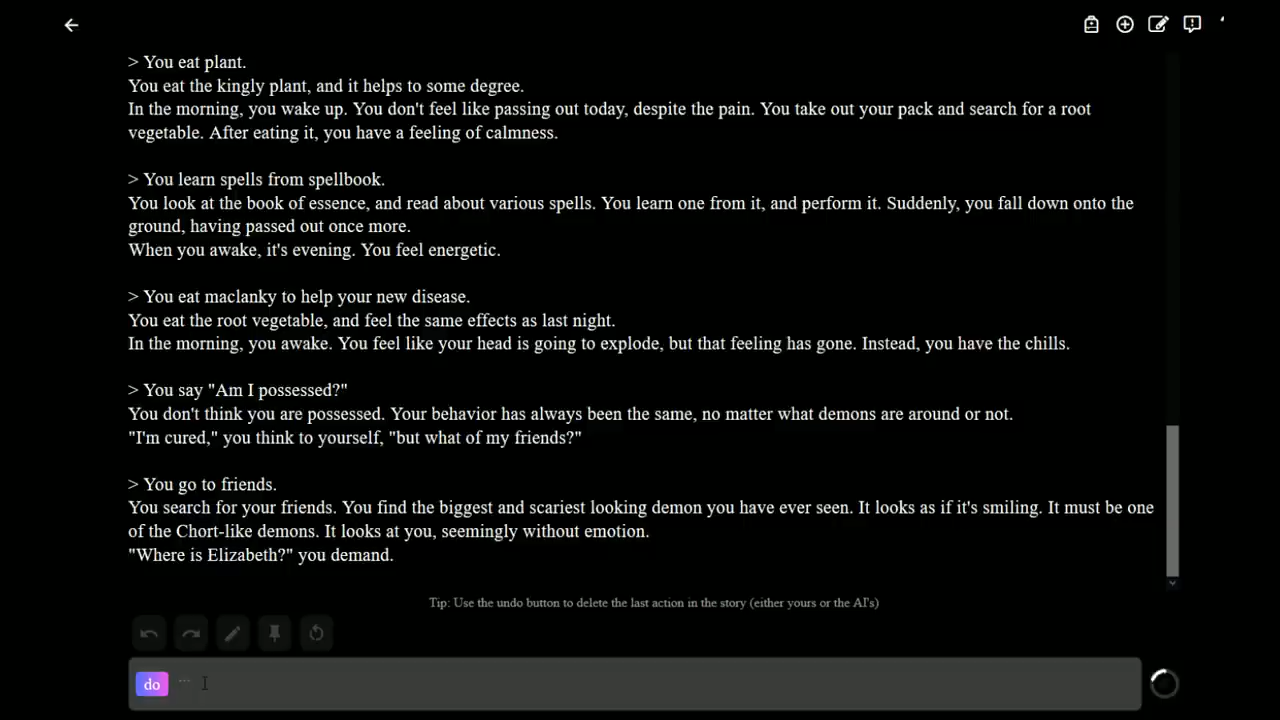 > You eat plant.
You eat the kingly plant, and it helps to some degree.
In the morning, you wake up. You don't feel like passing out today, despite the pain. You take out your pack and search for a root
vegetable. After eating it, you have a feeling of calmness.
> You learn spells from spellbook.
You look at the book of essence, and read about various spells. You learn one from it, and perform it. Suddenly, you fall down onto the
ground, having passed out once more.
When you awake, it's evening. You feel energetic.
> You eat maclanky to help your new disease.
You eat the root vegetable, and feel the same effects as last night.
In the morning, you awake. You feel like your head is going to explode, but that feeling has gone. Instead, you have the chills.
> You say "Am I possessed?"
You don't think you are possessed. Your behavior has always been the same, no matter what demons are around or not.
"I'm cured," you think to yourself, "but what of my friends?"
> You go to friends.
You search for your friends. You find the biggest and scariest looking demon you have ever seen. It looks as if it's smiling. It must be one
of the Chort-like demons. It looks at you, seemingly without emotion.
"Where is Elizabeth?" you demand.
Tip: Use the undo button to delete the last action in the story (either yours or the AI's)
do ...